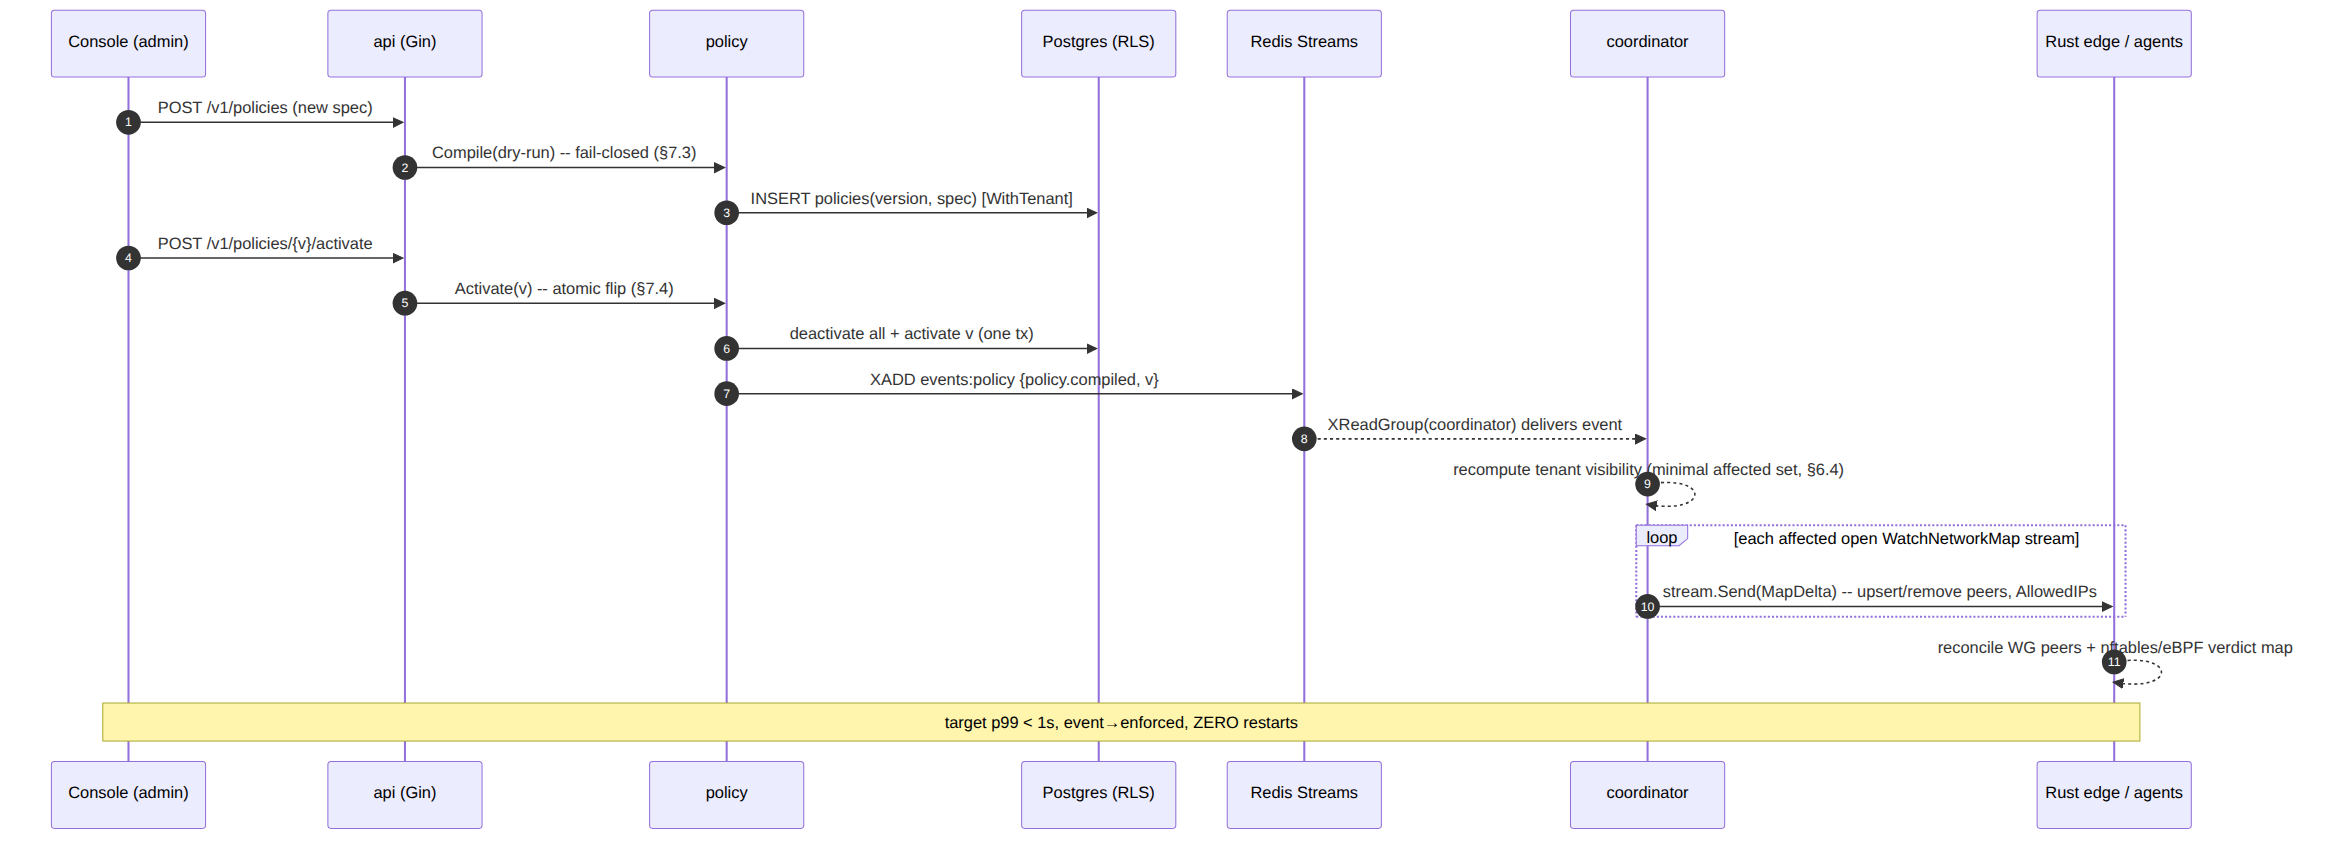 Console (admin)
api (Gin)
policy
Postgres (RLS)
Redis Streams
coordinator
Rust edge / agents
POST /v1/policies (new spec)
1
Compile(dry-run) -- fail-closed (§7.3)
2
INSERT policies(version, spec) [WithTenant]
3
POST /v1/policies/{v}/activate
4
Activate(v) -- atomic flip (§7.4)
5
deactivate all + activate v (one tx)
6
XADD events:policy {policy.compiled, v}
7
XReadGroup(coordinator) delivers event
8
recompute tenant visibility (minimal affected set, §6.4)
9
loop
[each affected open WatchNetworkMap stream]
stream.Send(MapDelta) -- upsert/remove peers, AllowedIPs
10
reconcile WG peers + nftables/eBPF verdict map
11
target p99 < 1s, event→enforced, ZERO restarts
Console (admin)
api (Gin)
policy
Postgres (RLS)
Redis Streams
coordinator
Rust edge / agents